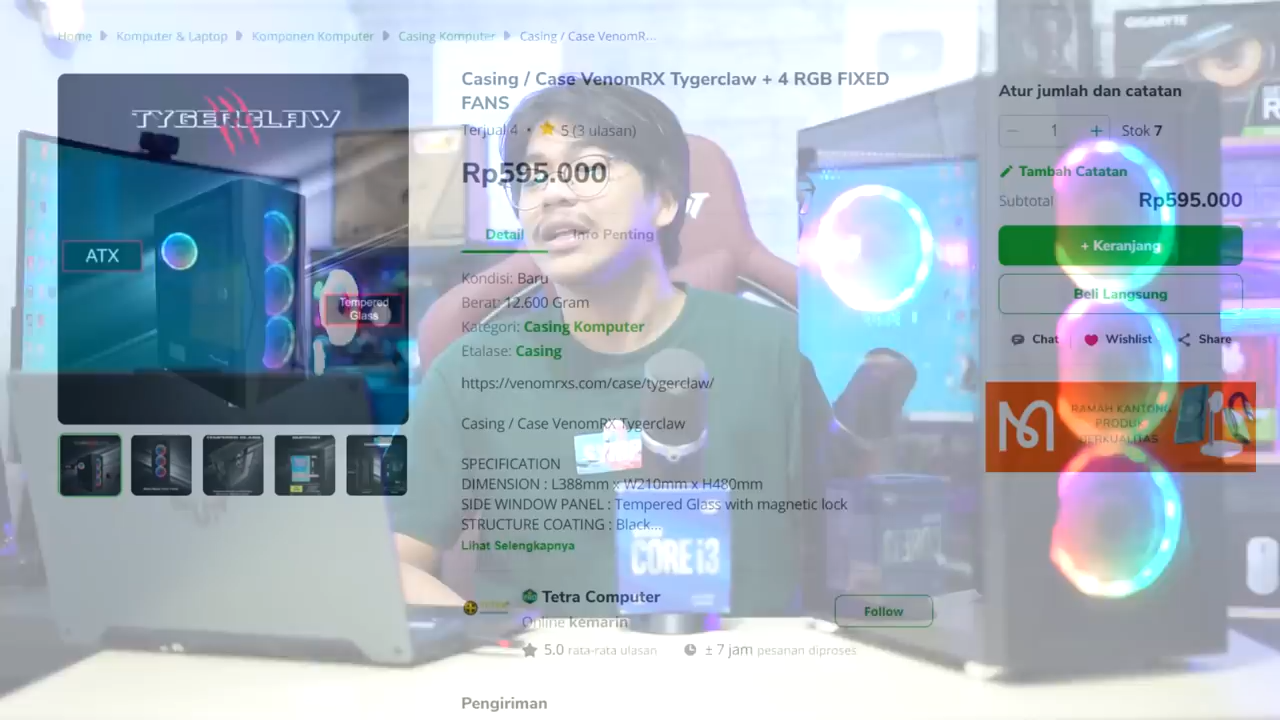 Home Komputer & Laptop Komponen Komputer Casing Komputer Casing / Case VenomR...
GIGABYTE
TYGERCLAW
ATX
Tempered
Glass
Casing / Case VenomRX Tygerclaw + 4 RGB FIXED
FANS
Terjual 4 • 5 (3 ulasan)
Rp595.000
Detail Info Penting
Kondisi: Baru
Berat: 12.600 Gram
Kategori: Casing Komputer
Etalase: Casing
https://venomrxs.com/case/tygerclaw/
Casing / Case VenomRX Tygerclaw
SPECIFICATION
DIMENSION : L388mm x W210mm x H480mm
SIDE WINDOW PANEL : Tempered Glass with magnetic lock
STRUCTURE COATING : Black...
Lihat Selengkapnya
CORE i3
Tetra Computer
Online kemarin
Follow
5.0 rata-rata ulasan ± 7 jam pesanan diproses
Pengiriman
Atur jumlah dan catatan
1 + Stok 7
Tambah Catatan
Subtotal Rp595.000
+ Keranjang
Beli Langsung
Chat Wishlist Share
RAMAH KANTONG
PRODUK
BERKUALITAS